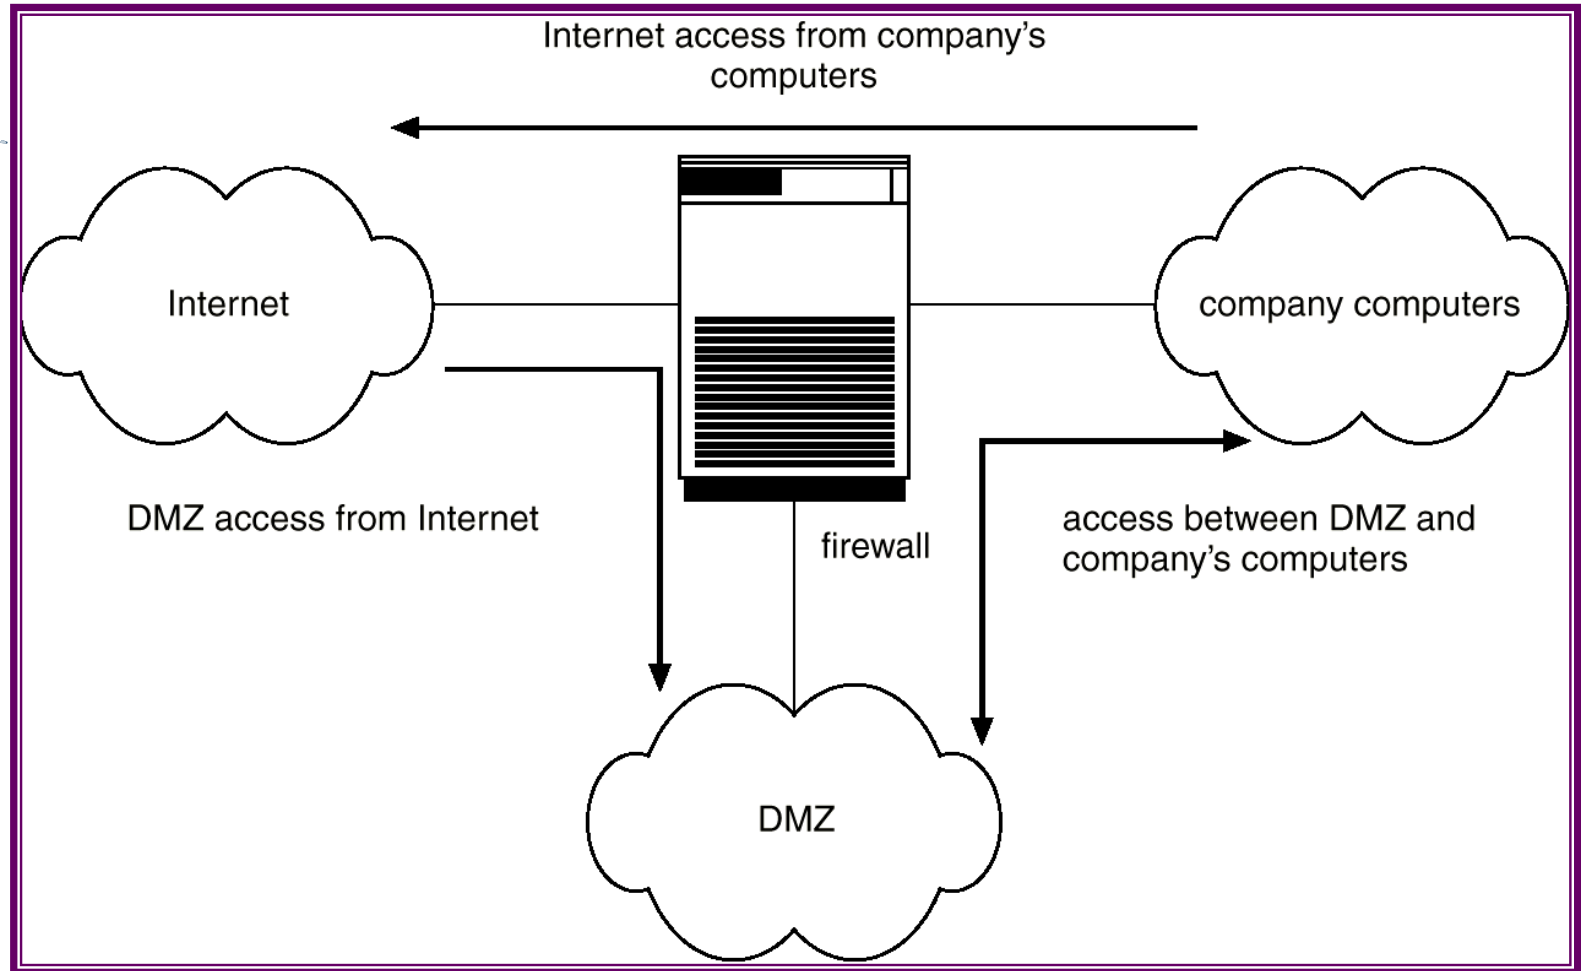 Internet access from company’s
computers
Internet
company computers
DMZ access from Internet
firewall
access between DMZ and
company’s computers
DMZ